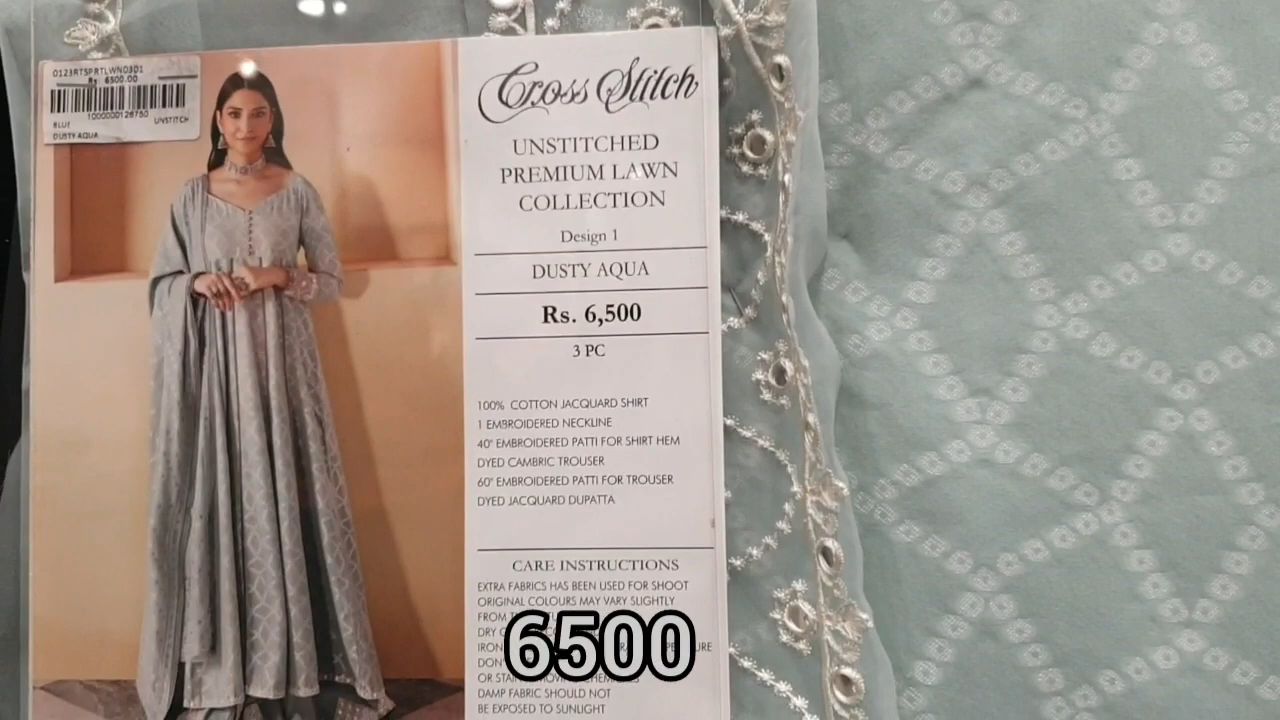 0123RTSPRTLWN0301
Rs 6500.00
1000000126750
BLUE UNSTITCH
DUSTY AQUA
Cross Stitch
UNSTITCHED
PREMIUM LAWN
COLLECTION
Design 1
DUSTY AQUA
Rs. 6,500
3 PC
100% COTTON JACQUARD SHIRT
1 EMBROIDERED NECKLINE
40" EMBROIDERED PATTI FOR SHIRT HEM
DYED CAMBRIC TROUSER
60" EMBROIDERED PATTI FOR TROUSER
DYED JACQUARD DUPATTA
CARE INSTRUCTIONS
EXTRA FABRICS HAS BEEN USED FOR SHOOT
ORIGINAL COLOURS MAY VARY SLIGHTLY
FROM
DRY
IRON
6500
OR
DAMP FABRIC SHOULD NOT
BE EXPOSED TO SUNLIGHT